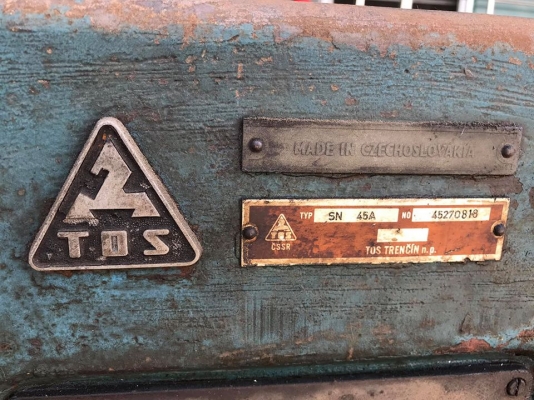 TOS
MADE IN CZECHOSLOVAKIA
TYP SN 45A NO 45270818
ČSSR
TOS TRENČÍN n.p.